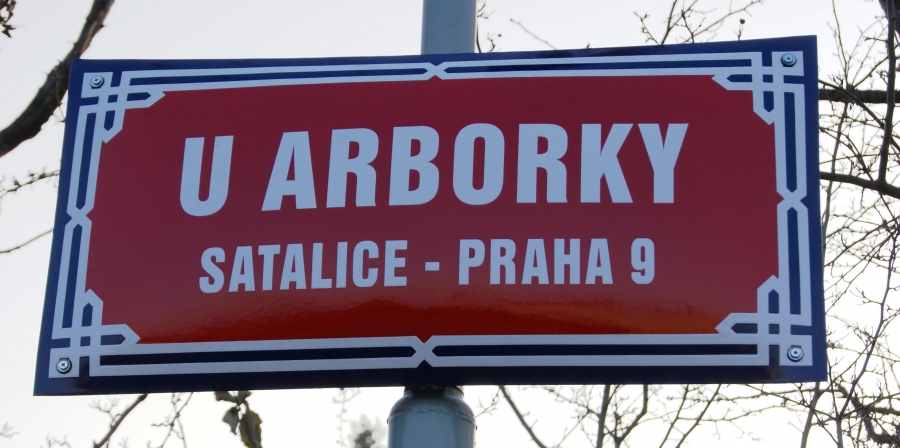 U ARBORKY
SATALICE - PRAHA 9